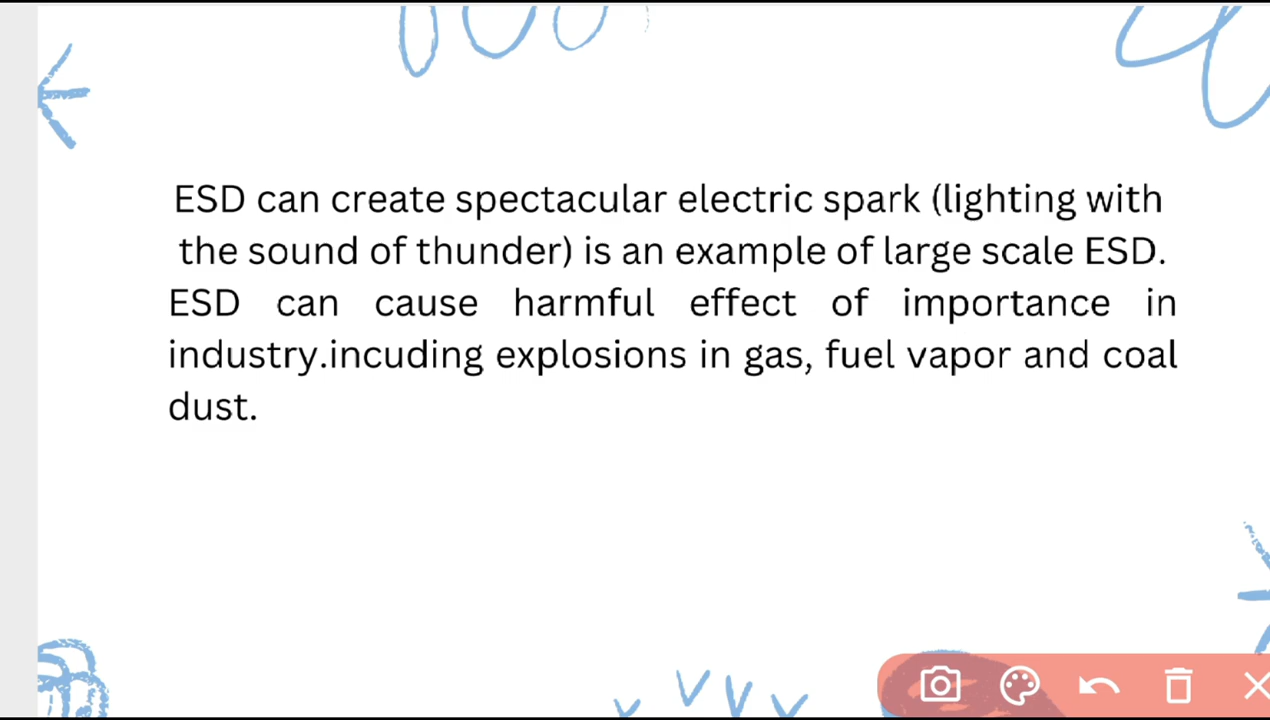 ESD can create spectacular electric spark (lighting with
the sound of thunder) is an example of large scale ESD.
ESD can cause harmful effect of importance in
industry.incuding explosions in gas, fuel vapor and coal
dust.